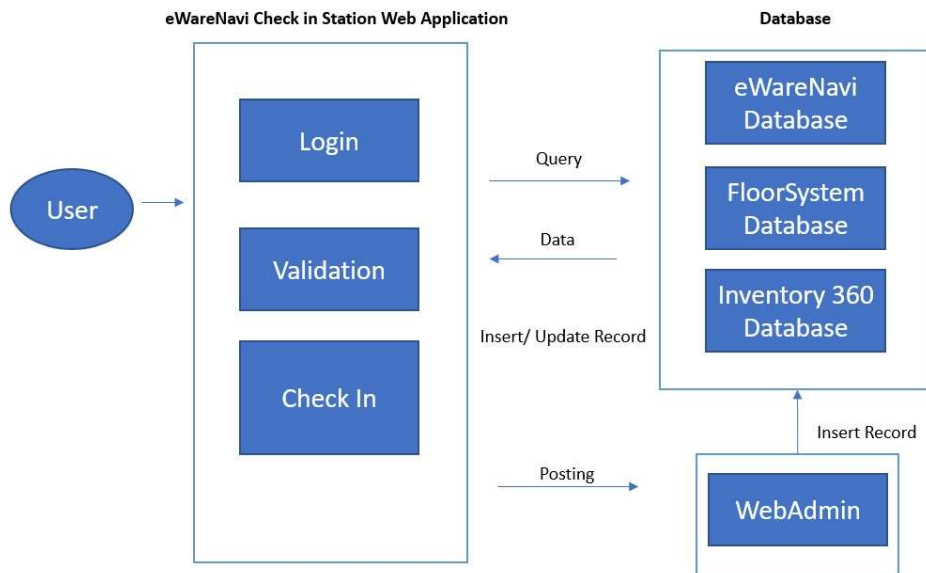 eWareNavi Check in Station Web Application
Database
User
Login
Validation
Check In
Query
Data
Insert/ Update Record
Posting
eWareNavi
Database
FloorSystem
Database
Inventory 360
Database
Insert Record
WebAdmin